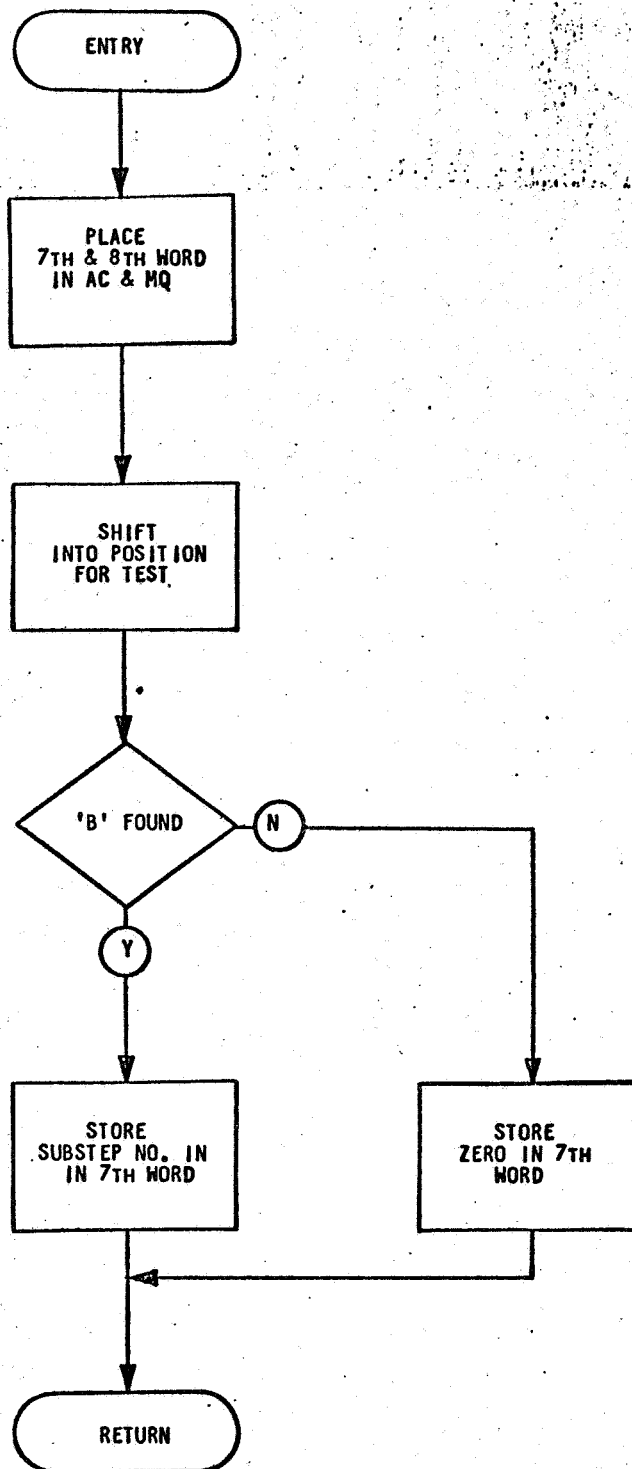 ENTRY
PLACE
7TH & 8TH WORD
IN AC & MQ
SHIFT
INTO POSITION
FOR TEST
'B' FOUND
N
Y
STORE
SUBSTEP NO. IN
IN 7TH WORD
STORE
ZERO IN 7TH
WORD
RETURN